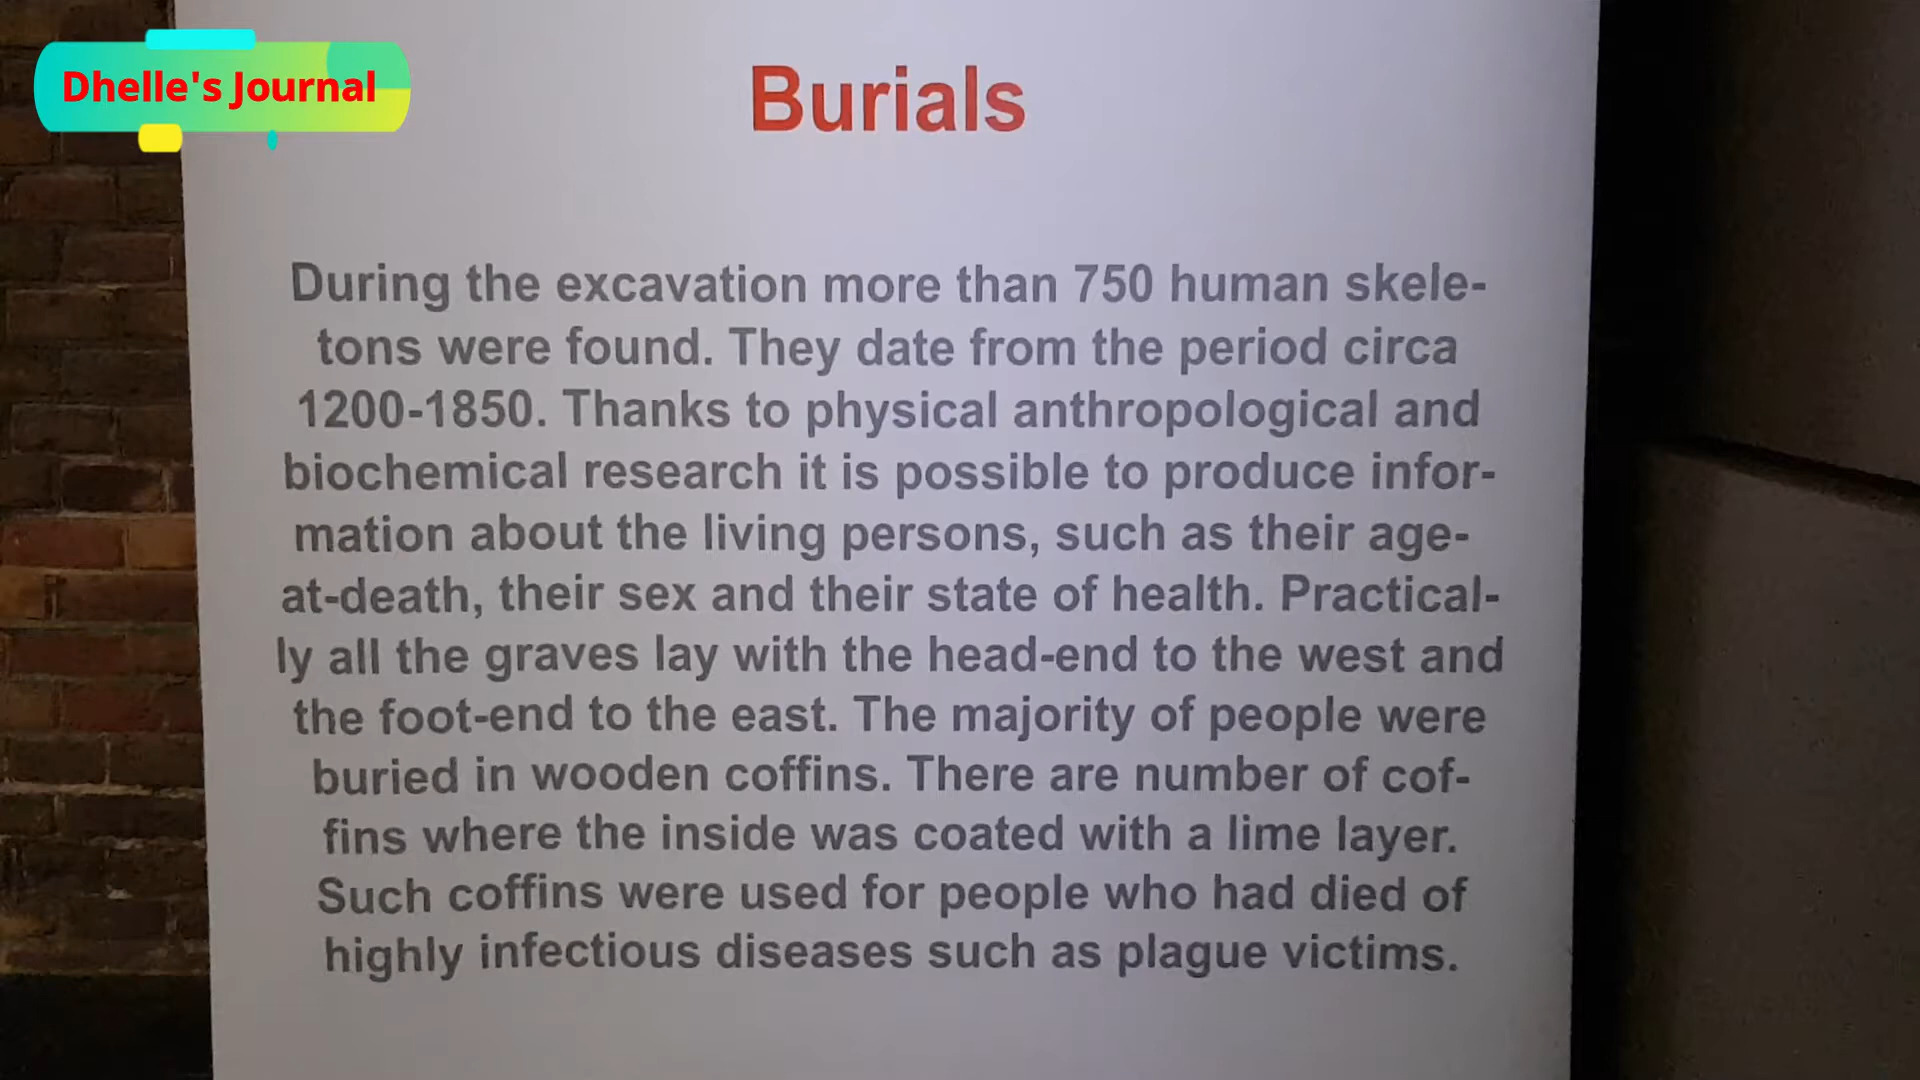 Dhelle's Journal
Burials
During the excavation more than 750 human skele-
tons were found. They date from the period circa
1200-1850. Thanks to physical anthropological and
biochemical research it is possible to produce infor-
mation about the living persons, such as their age-
at-death, their sex and their state of health. Practical-
ly all the graves lay with the head-end to the west and
the foot-end to the east. The majority of people were
buried in wooden coffins. There are number of cof-
fins where the inside was coated with a lime layer.
Such coffins were used for people who had died of
highly infectious diseases such as plague victims.